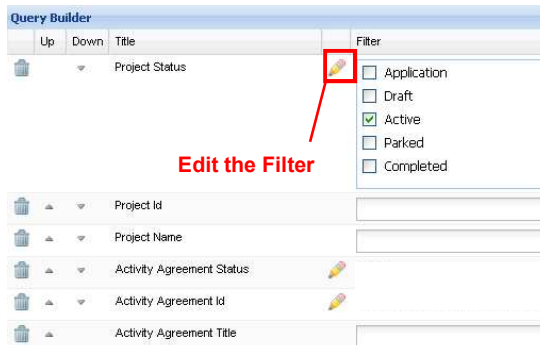 Query Builder
Up Down Title Filter
Project Status
Application
Draft
Active
Parked
Completed
Edit the Filter
Project Id
Project Name
Activity Agreement Status
Activity Agreement Id
Activity Agreement Title